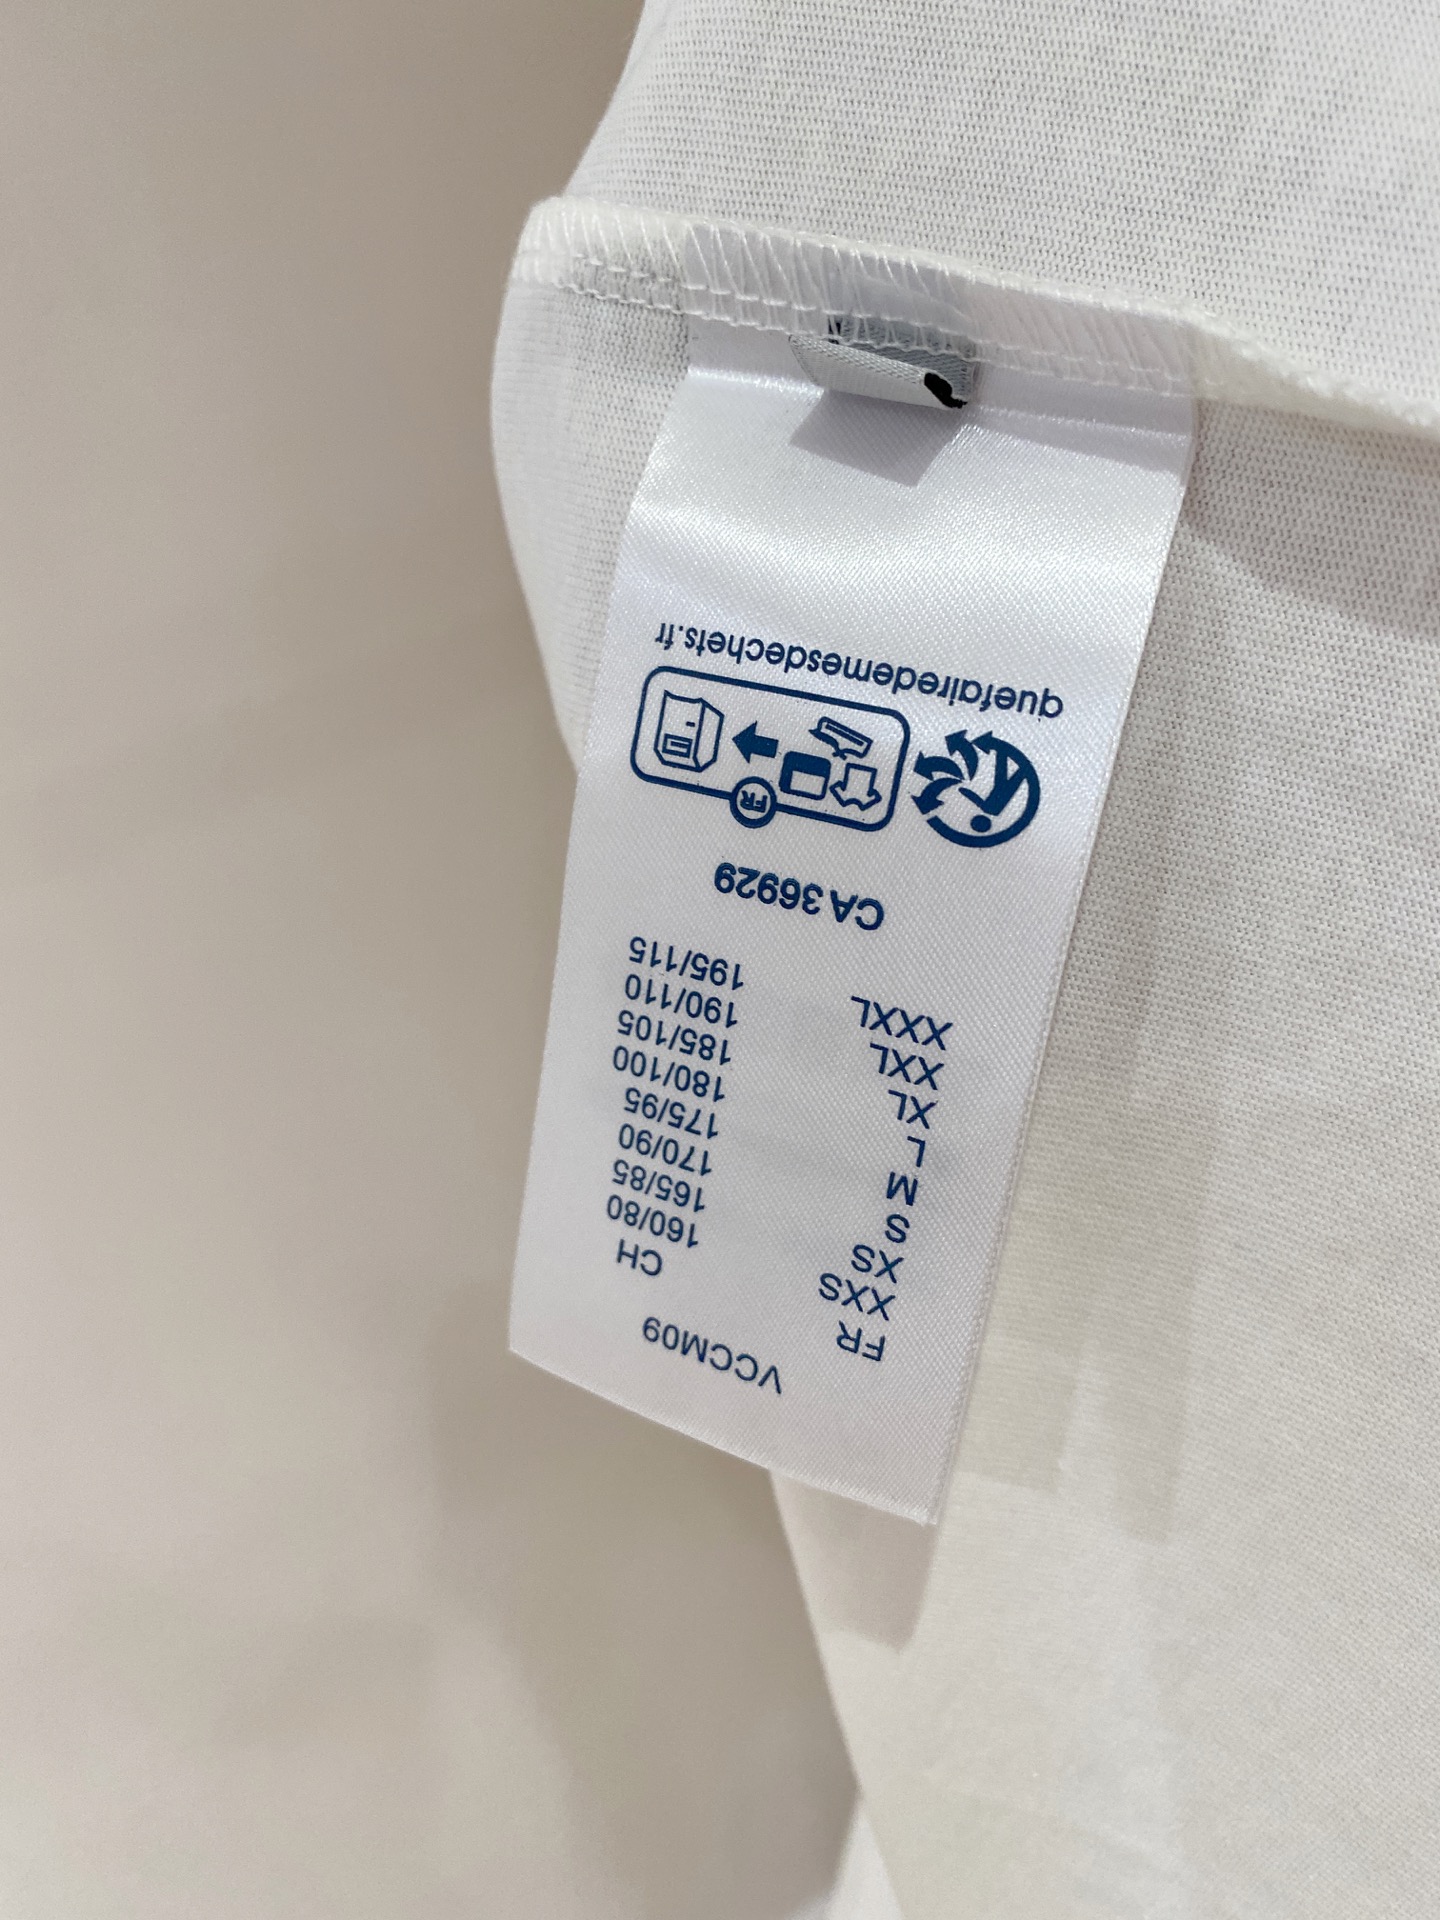 VCCM09
FR CH
XXS 160/80
XS 165/85
S 170/90
M 175/95
L 180/100
XL 185/105
XXL 190/110
XXXL 195/115
CA 36929
FR
quefairedemesdechets.fr